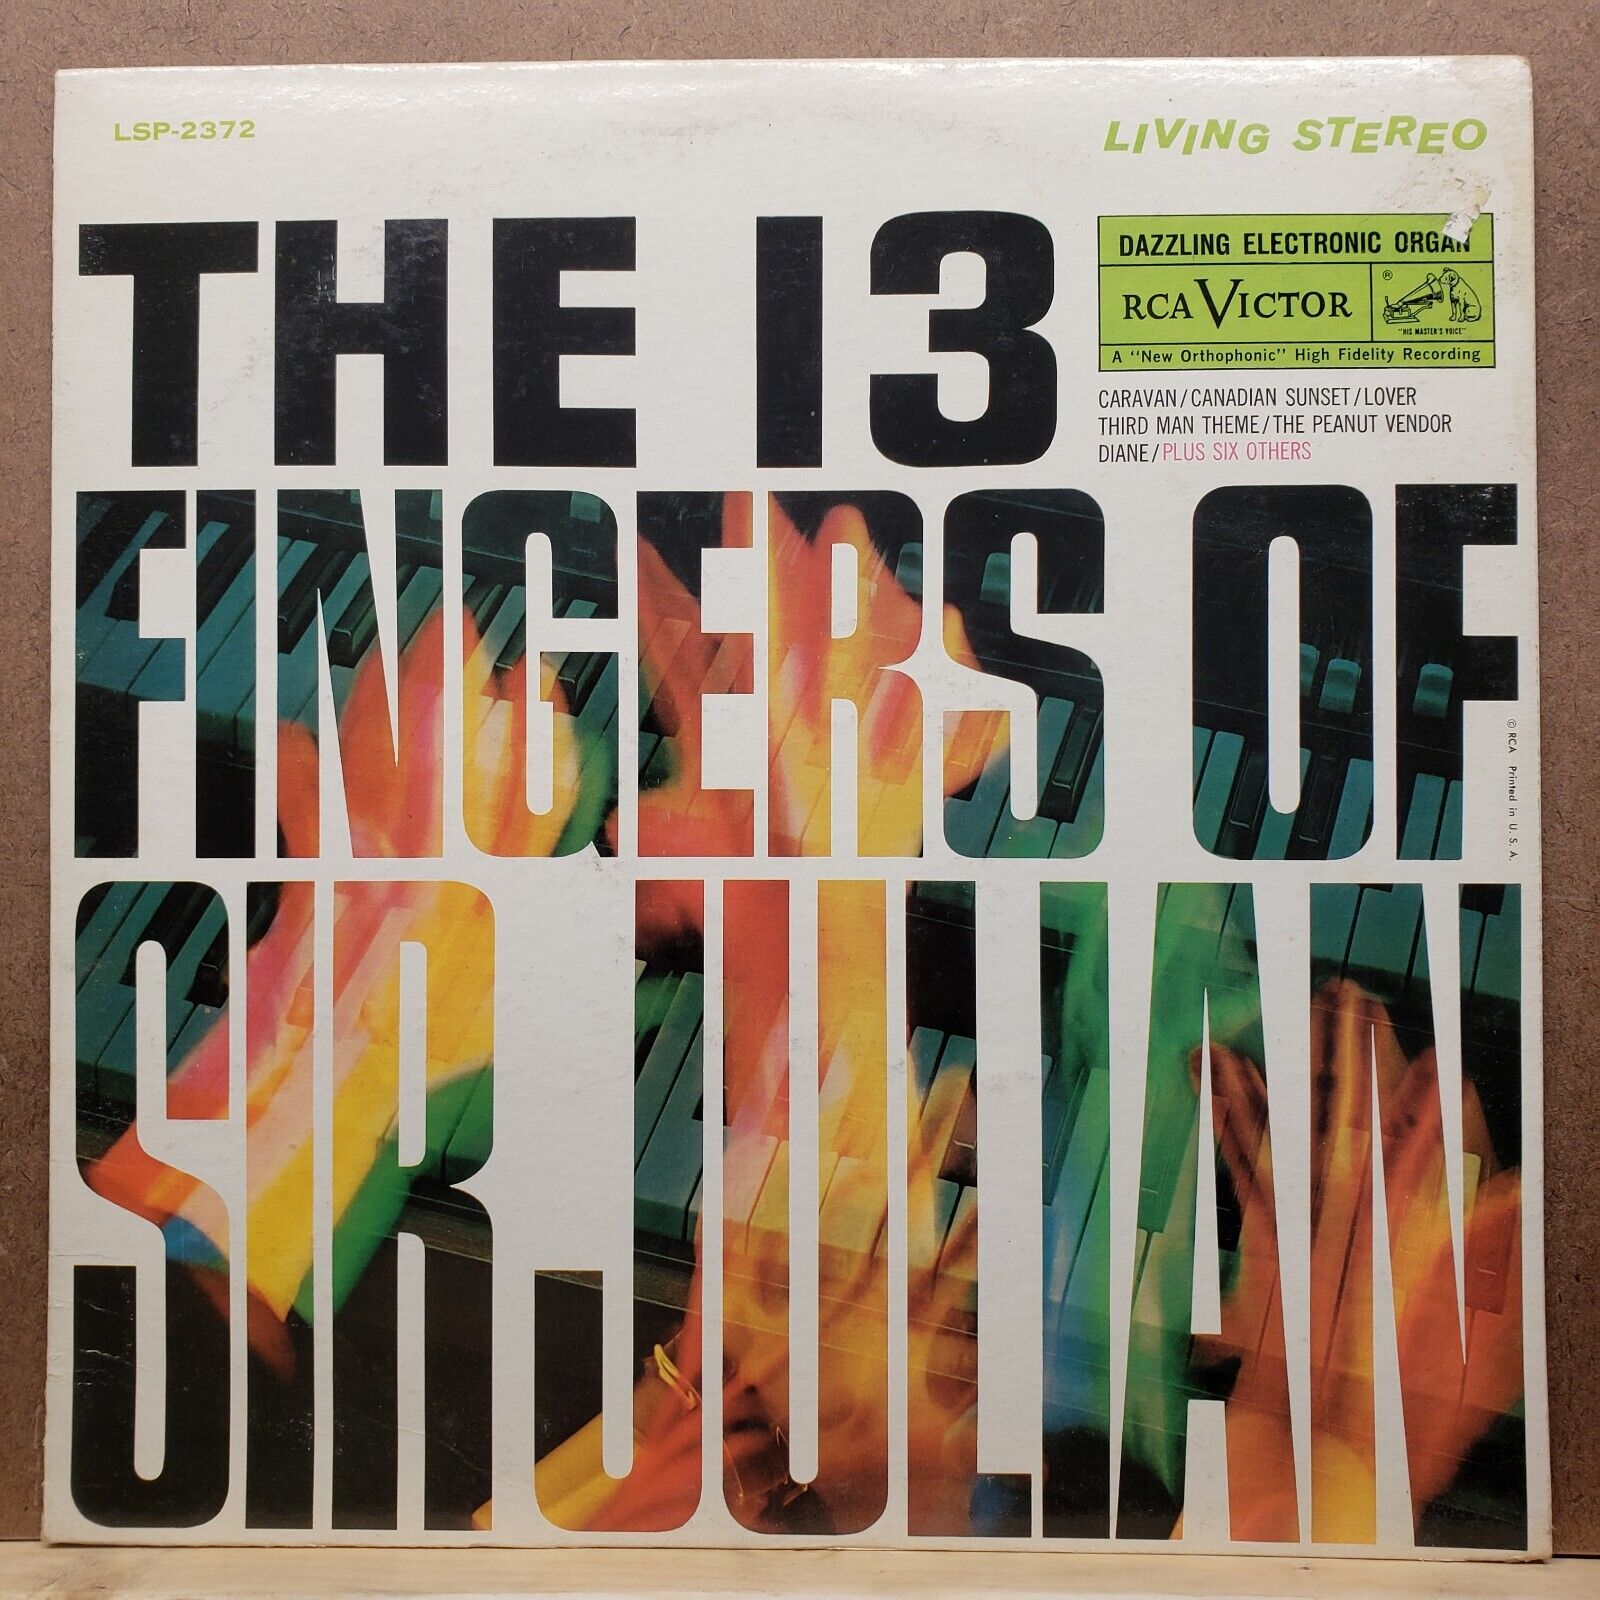 LSP-2372
LIVING STEREO
THE 13
FINGERS OF
SIR JULIAN
DAZZLING ELECTRONIC ORGAN
RCA VICTOR
®
"HIS MASTER'S VOICE"
A "New Orthophonic" High Fidelity Recording
CARAVAN/CANADIAN SUNSET/LOVER
THIRD MAN THEME/THE PEANUT VENDOR
DIANE/PLUS SIX OTHERS
© RCA Printed in U. S. A.